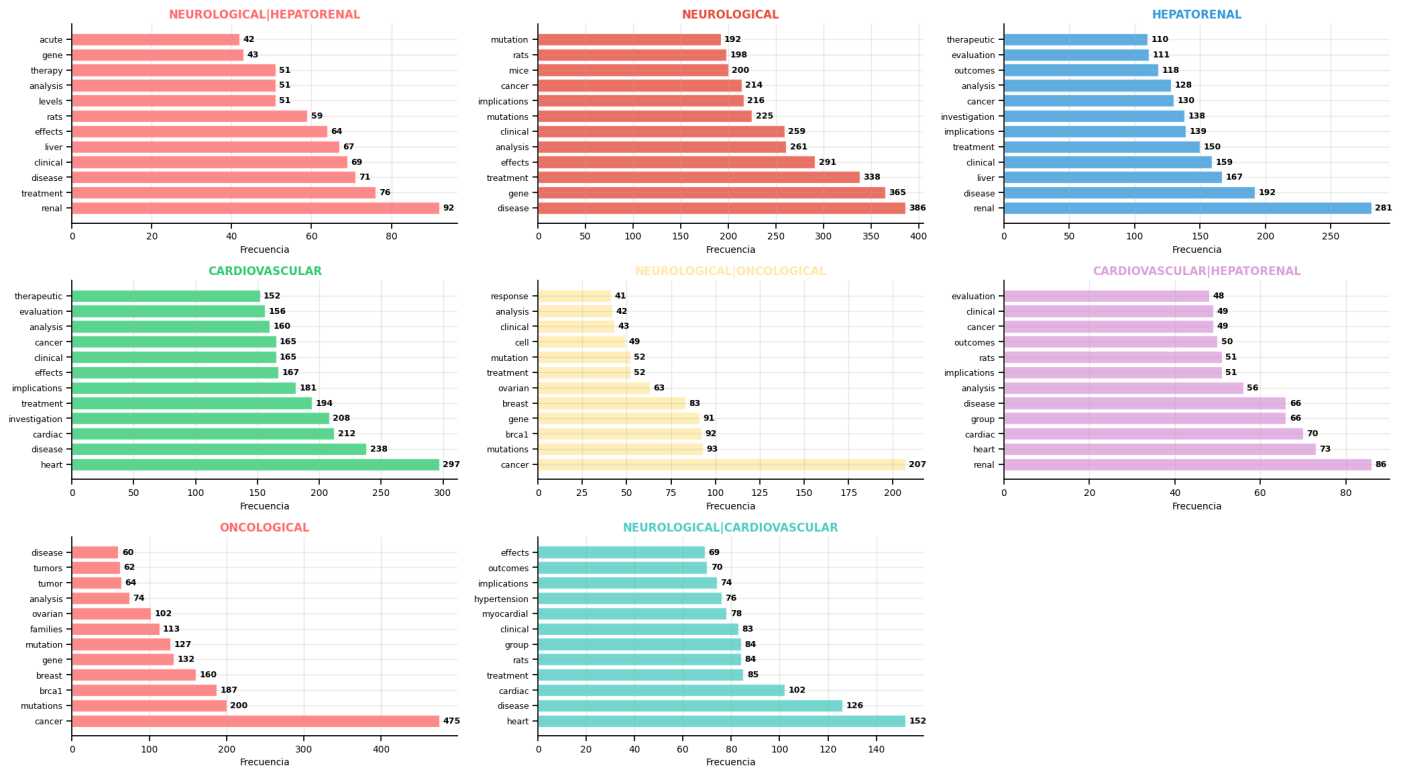 NEUROLOGICAL|HEPATORENAL
acute 42
gene 43
therapy 51
analysis 51
levels 51
rats 59
effects 64
liver 67
clinical 69
disease 71
treatment 76
renal 92
0 20 40 60 80
Frecuencia
NEUROLOGICAL
mutation 192
rats 198
mice 200
cancer 214
implications 216
mutations 225
clinical 259
analysis 261
effects 291
treatment 338
gene 365
disease 386
0 50 100 150 200 250 300 350 400
Frecuencia
HEPATORENAL
therapeutic 110
evaluation 111
outcomes 118
analysis 128
cancer 130
investigation 138
implications 139
treatment 150
clinical 159
liver 167
disease 192
renal 281
0 50 100 150 200 250
Frecuencia
CARDIOVASCULAR
therapeutic 152
evaluation 156
analysis 160
cancer 165
clinical 165
effects 167
implications 181
treatment 194
investigation 208
cardiac 212
disease 238
heart 297
0 50 100 150 200 250 300
Frecuencia
NEUROLOGICAL|ONCOLOGICAL
response 41
analysis 42
clinical 43
cell 49
mutation 52
treatment 52
ovarian 63
breast 83
gene 91
brca1 92
mutations 93
cancer 207
0 25 50 75 100 125 150 175 200
Frecuencia
CARDIOVASCULAR|HEPATORENAL
evaluation 48
clinical 49
cancer 49
outcomes 50
rats 51
implications 51
analysis 56
disease 66
group 66
cardiac 70
heart 73
renal 86
0 20 40 60 80
Frecuencia
ONCOLOGICAL
disease 60
tumors 62
tumor 64
analysis 74
ovarian 102
families 113
mutation 127
gene 132
breast 160
brca1 187
mutations 200
cancer 475
0 100 200 300 400
Frecuencia
NEUROLOGICAL|CARDIOVASCULAR
effects 69
outcomes 70
implications 74
hypertension 76
myocardial 78
clinical 83
group 84
rats 84
treatment 85
cardiac 102
disease 126
heart 152
0 20 40 60 80 100 120 140
Frecuencia